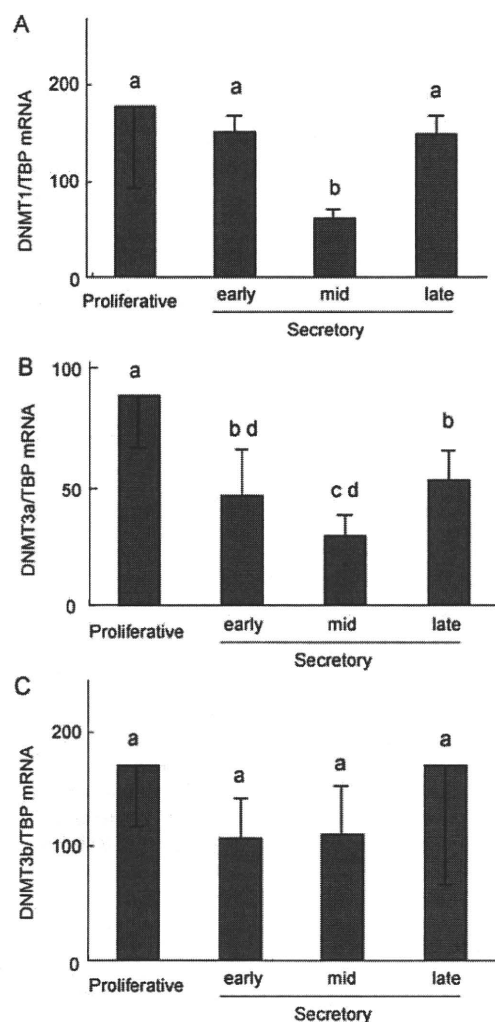 A
DNMT1/TBP mRNA
200
100
0
a
a
b
a
Proliferative
early
mid
late
Secretory
B
DNMT3a/TBP mRNA
100
50
0
a
b d
c d
b
Proliferative
early
mid
late
Secretory
C
DNMT3b/TBP mRNA
200
100
0
a
a
a
a
Proliferative
early
mid
late
Secretory